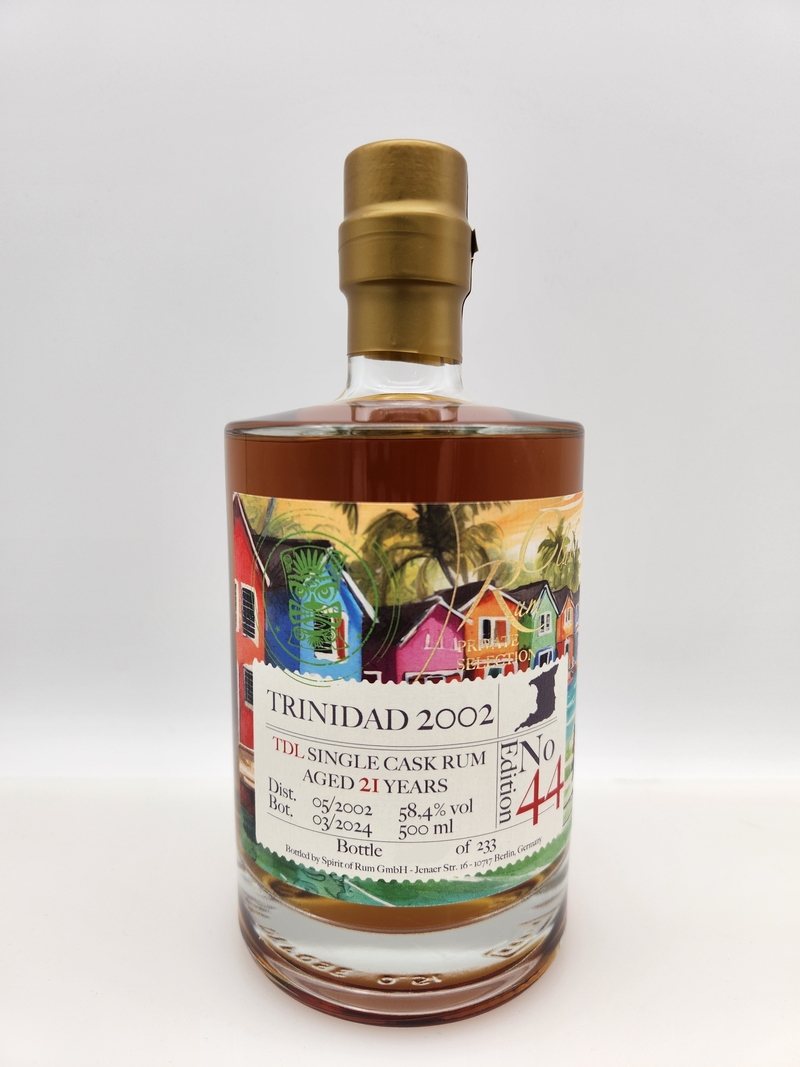 PRIVATE
SELECTION
TRINIDAD 2002
TDL SINGLE CASK RUM
AGED 21 YEARS
Dist. 05/2002 58,4% vol
Bot. 03/2024 500 ml
Edition No 44
Bottle of 233
Bottled by Spirit of Rum GmbH - Jenaer Str. 16 - 10717 Berlin, Germany